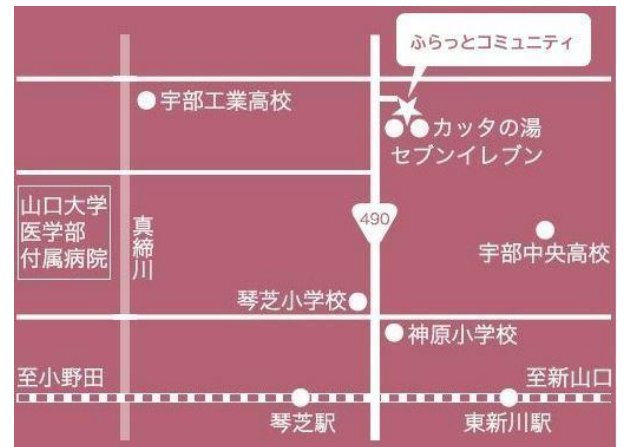 ふらっとコミュニティ
宇部工業高校
カッタの湯
セブンイレブン
山口大学
医学部
付属病院
真締川
490
宇部中央高校
琴芝小学校
神原小学校
至小野田
至新山口
琴芝駅
東新川駅